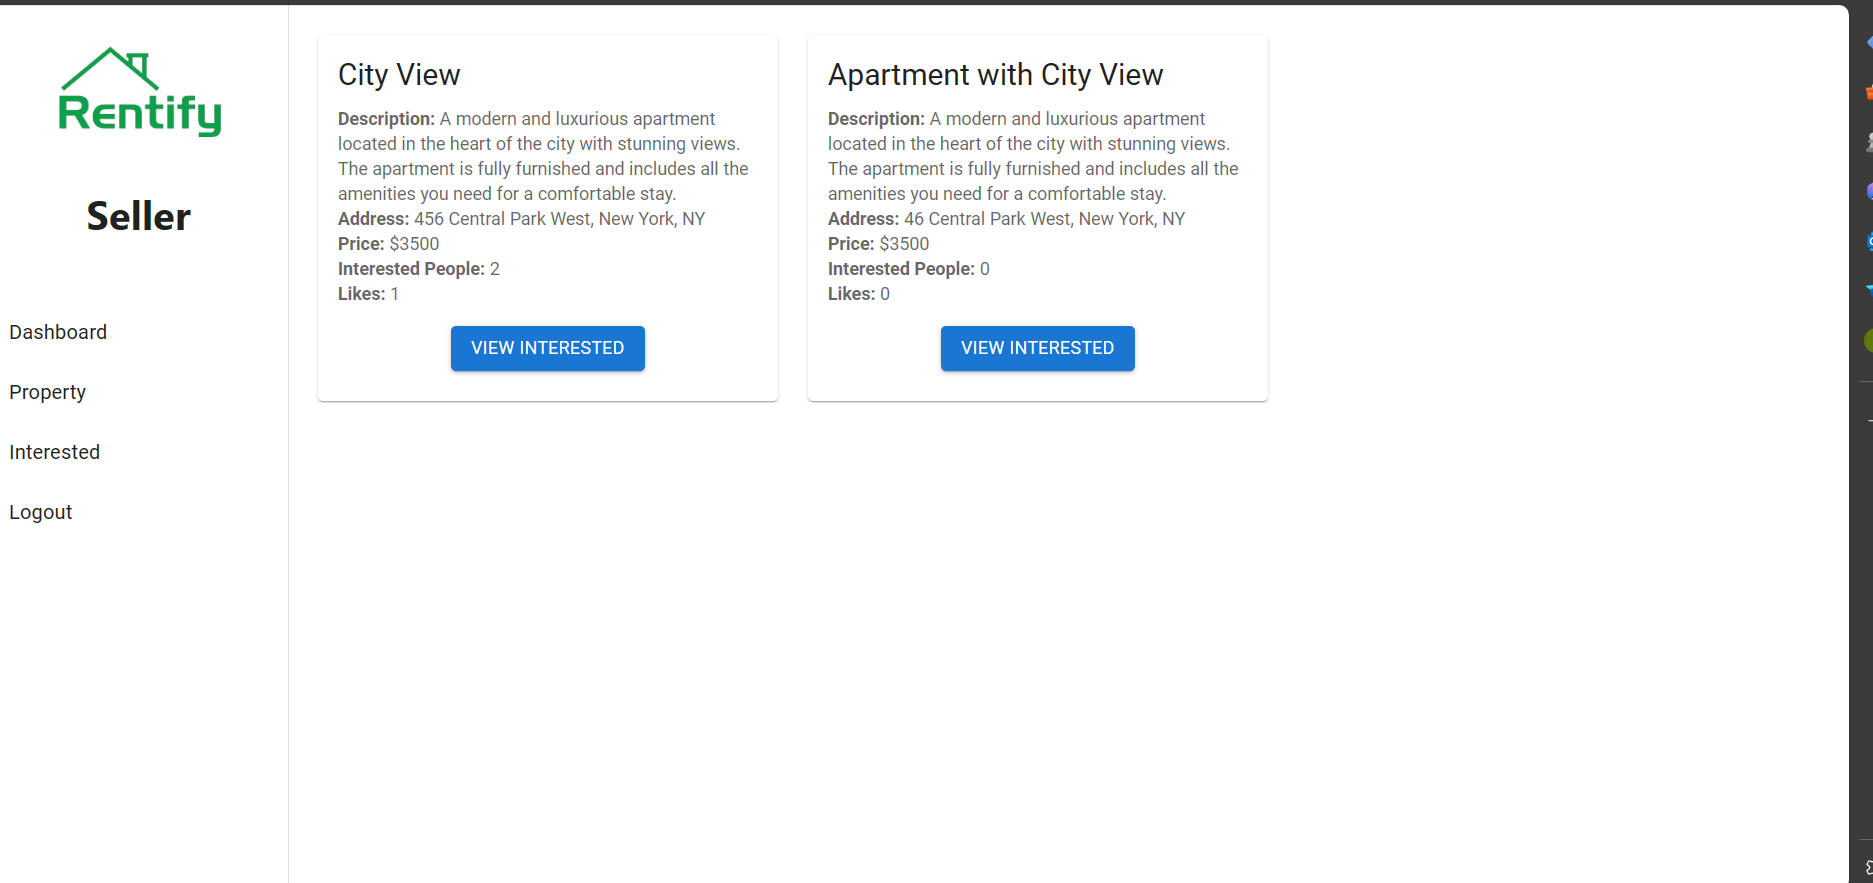 Rentify
Seller
Dashboard
Property
Interested
Logout
City View
Description: A modern and luxurious apartment
located in the heart of the city with stunning views.
The apartment is fully furnished and includes all the
amenities you need for a comfortable stay.
Address: 456 Central Park West, New York, NY
Price: $3500
Interested People: 2
Likes: 1
VIEW INTERESTED
Apartment with City View
Description: A modern and luxurious apartment
located in the heart of the city with stunning views.
The apartment is fully furnished and includes all the
amenities you need for a comfortable stay.
Address: 46 Central Park West, New York, NY
Price: $3500
Interested People: 0
Likes: 0
VIEW INTERESTED